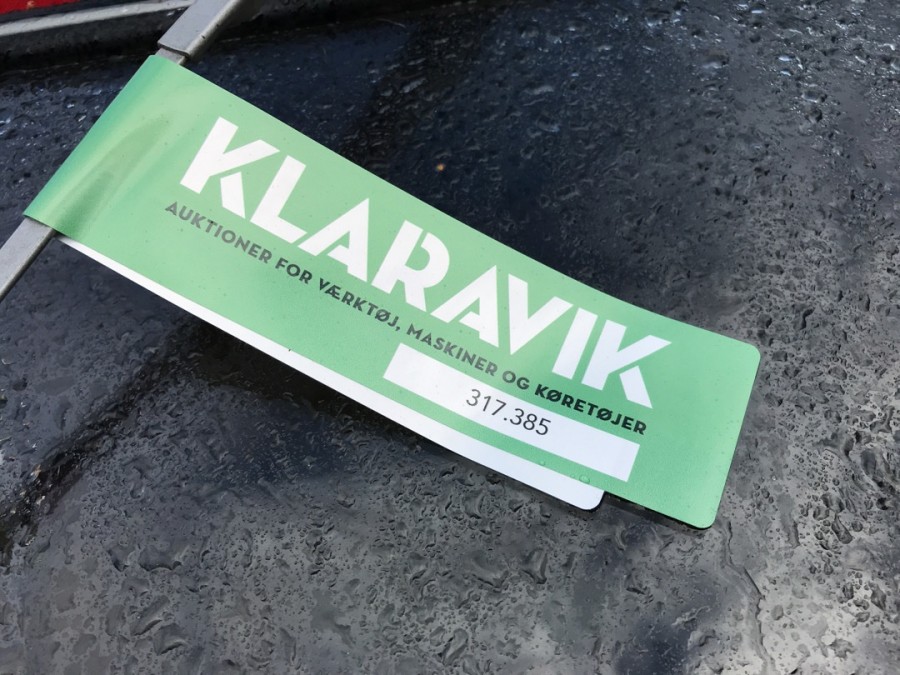 KLARAVIK
AUKTIONER FOR VÆRKTØJ, MASKINER OG KØRETØJER
317.385